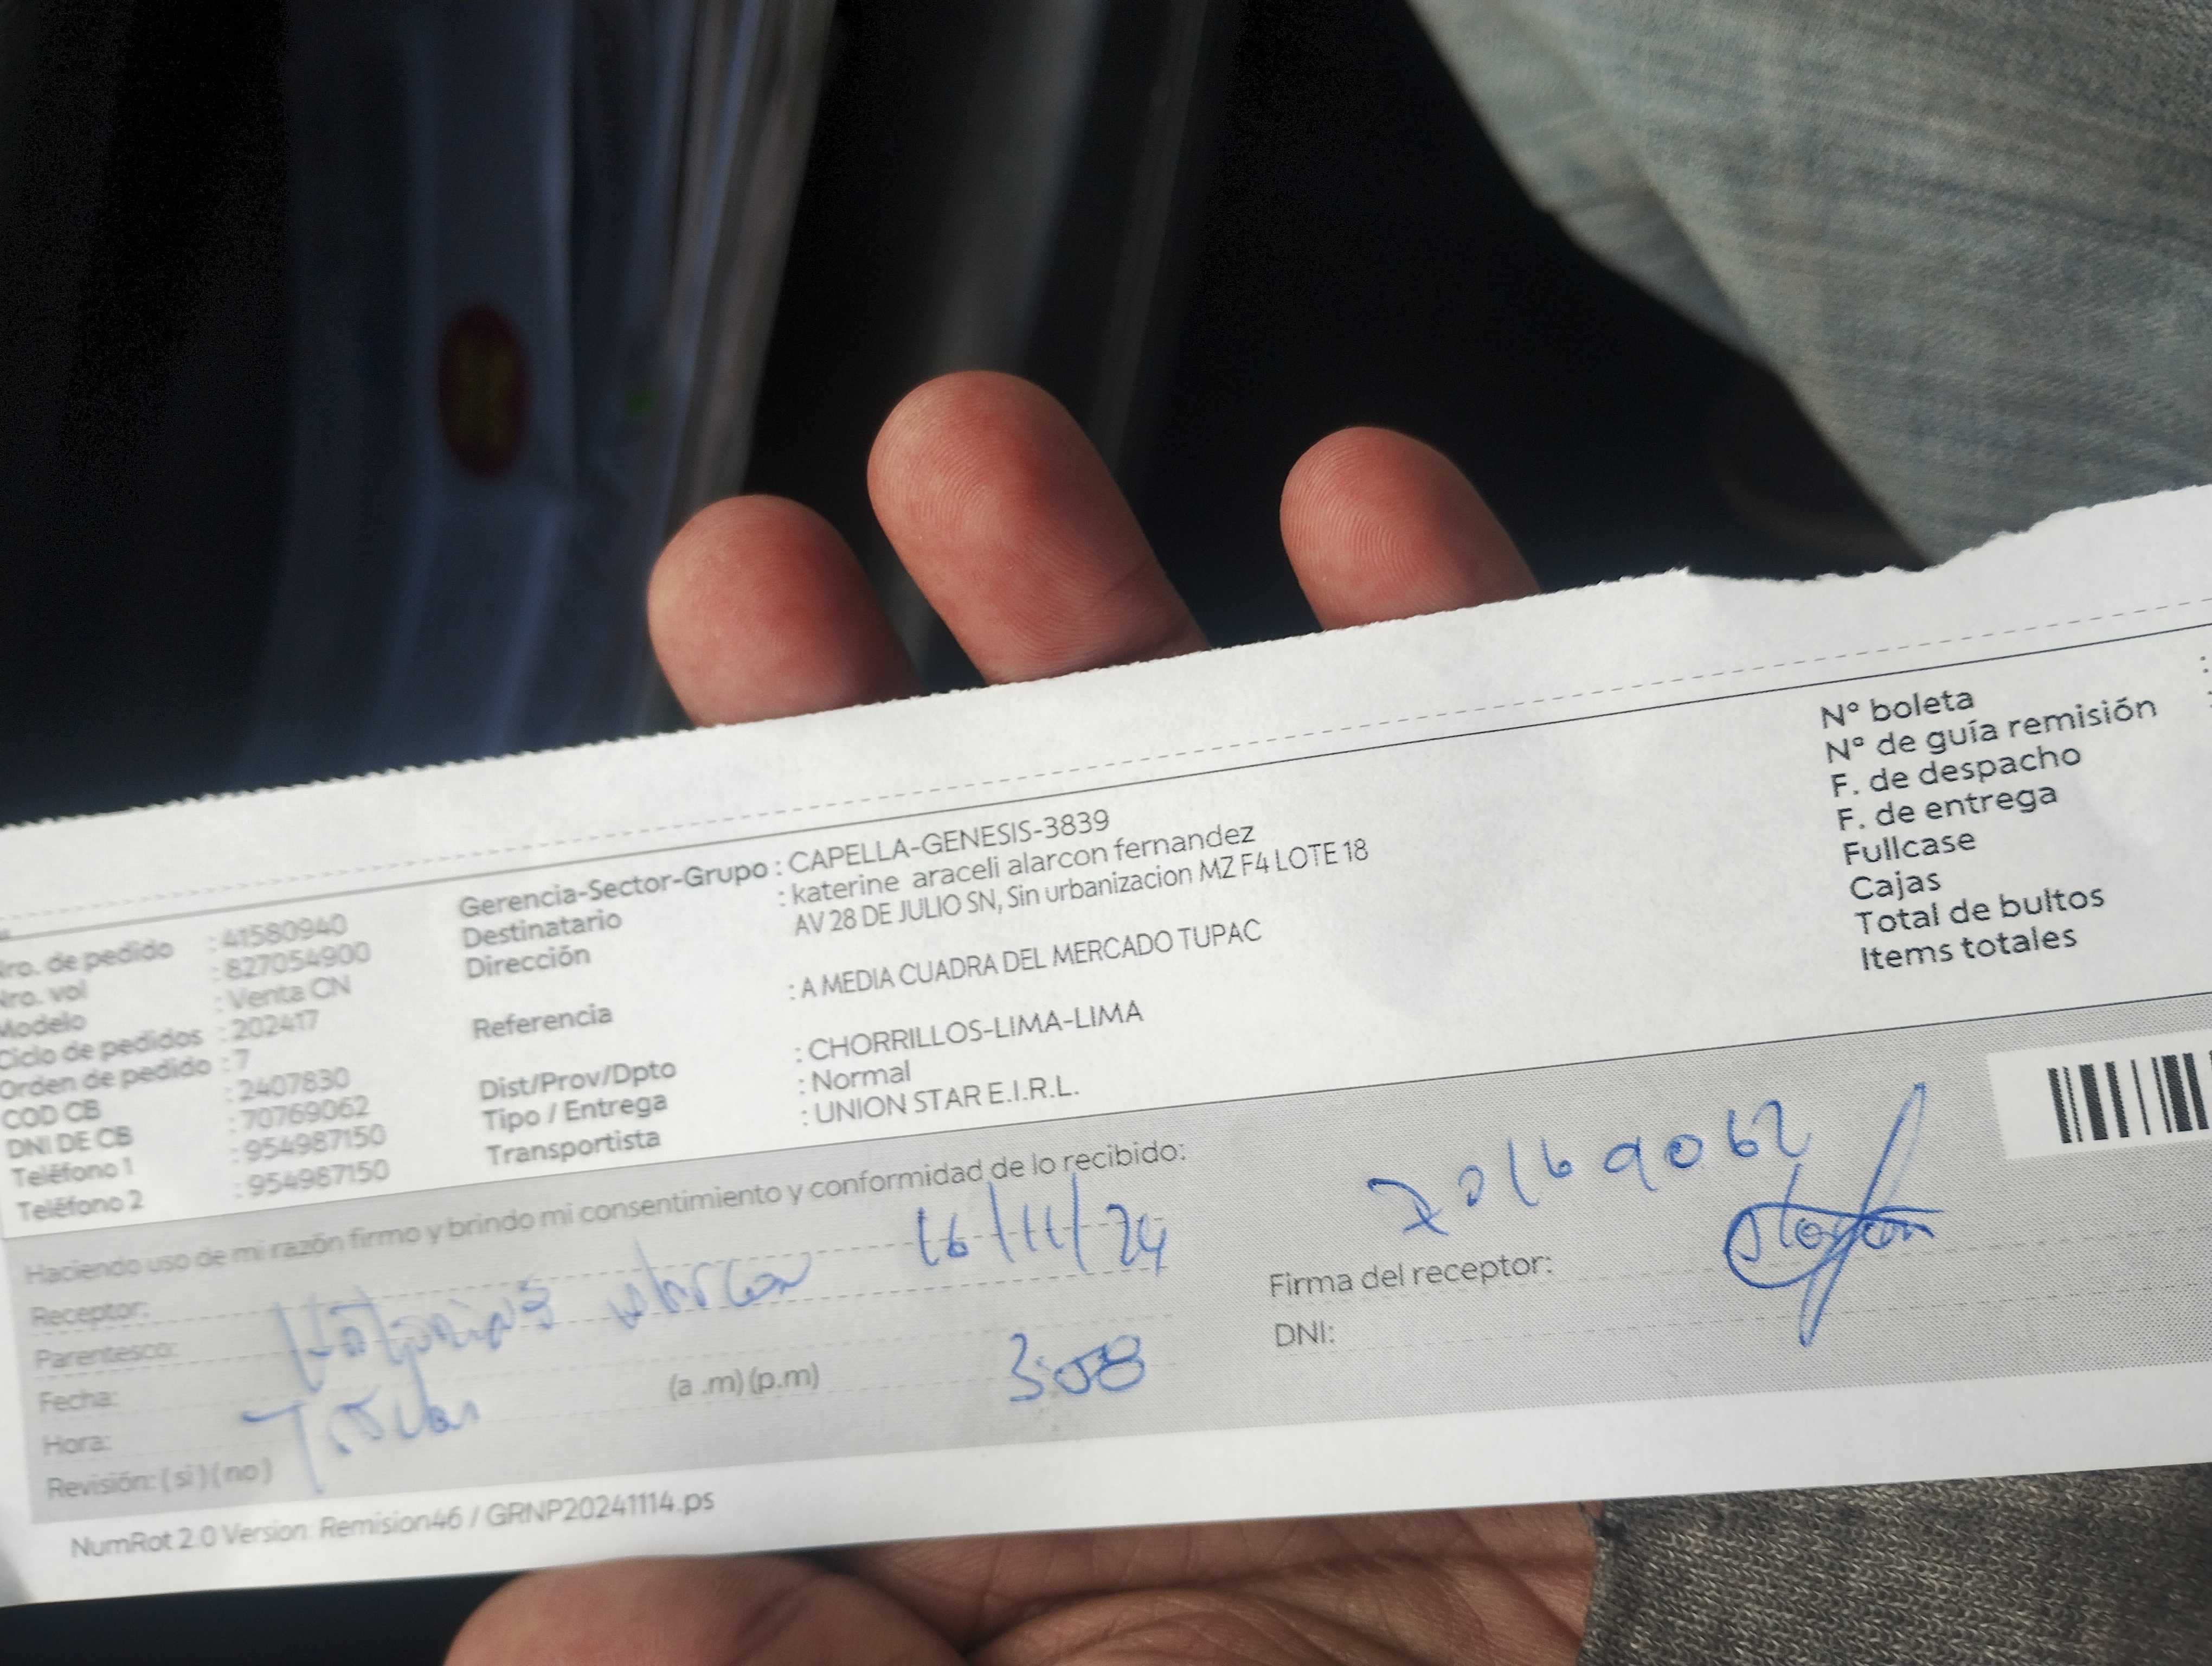 Nro. de pedido : 41580940
Nro. vol : 827054900
Modelo : Venta CN
Ciclo de pedidos : 202417
Orden de pedido : 7
COD CB : 2407830
DNI DE CB : 70769062
Teléfono 1 : 954987150
Teléfono 2 : 954987150
Gerencia-Sector-Grupo : CAPELLA-GENESIS-3839
Destinatario : katerine araceli alarcon fernandez
Dirección AV 28 DE JULIO SN, Sin urbanizacion MZ F4 LOTE 18
Referencia : A MEDIA CUADRA DEL MERCADO TUPAC
Dist/Prov/Dpto : CHORRILLOS-LIMA-LIMA
Tipo / Entrega : Normal
Transportista : UNION STAR E.I.R.L.
N° boleta :
N° de guía remisión :
F. de despacho
F. de entrega
Fullcase
Cajas
Total de bultos
Items totales
Haciendo uso de mi razón firmo y brindo mi consentimiento y conformidad de lo recibido:
Receptor:
Parentesco:
Fecha: 16/11/24
Hora: (a .m) (p.m) 3:08
Revisión: ( si ) ( no )
Firma del receptor:
DNI:
NumRot 2.0 Version: Remision46 / GRNP20241114.ps